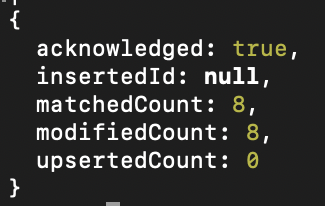 {
acknowledged: true,
insertedId: null,
matchedCount: 8,
modifiedCount: 8,
upsertedCount: 0
}